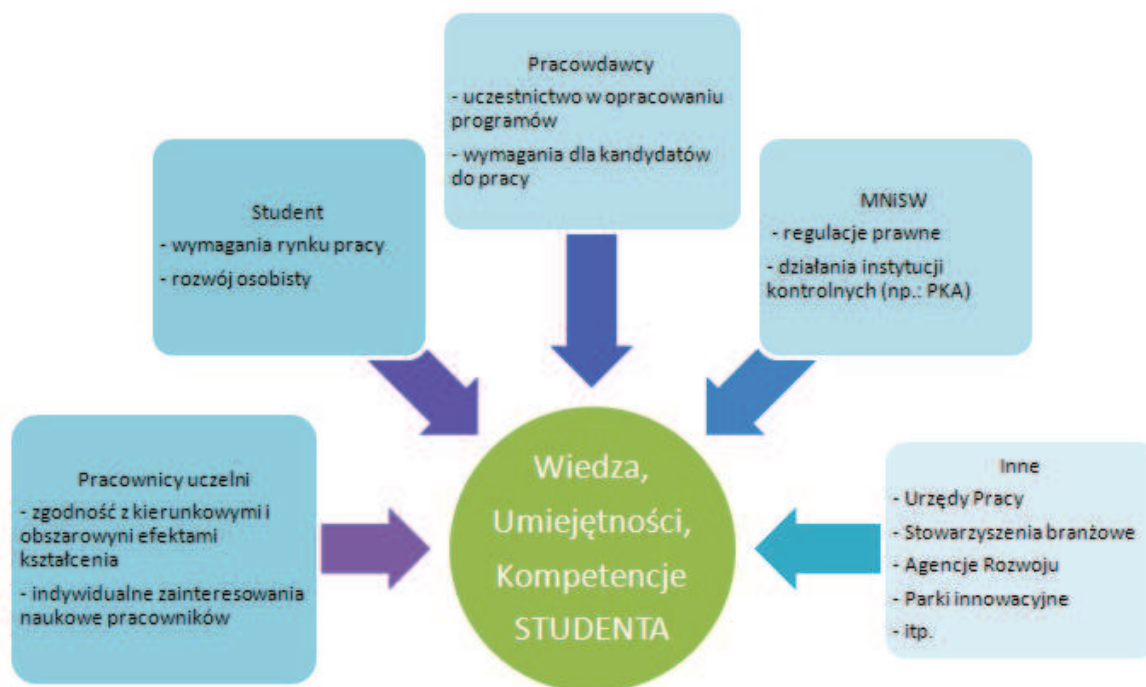 Pracowdawcy
- uczestnictwo w opracowaniu
programów
- wymagania dla kandydatów
do pracy
Student
- wymagania rynku pracy
- rozwój osobisty
MNiSW
- regulacje prawne
- działania instytucji
kontrolnych (np.: PKA)
Pracownicy uczelni
- zgodność z kierunkowymi i
obszarowyni efektami
kształcenia
- indywidualne zainteresowania
naukowe pracowników
Wiedza,
Umiejętności,
Kompetencje
STUDENTA
Inne
- Urzędy Pracy
- Stowarzyszenia branżowe
- Agencje Rozwoju
- Parki innowacyjne
- itp.